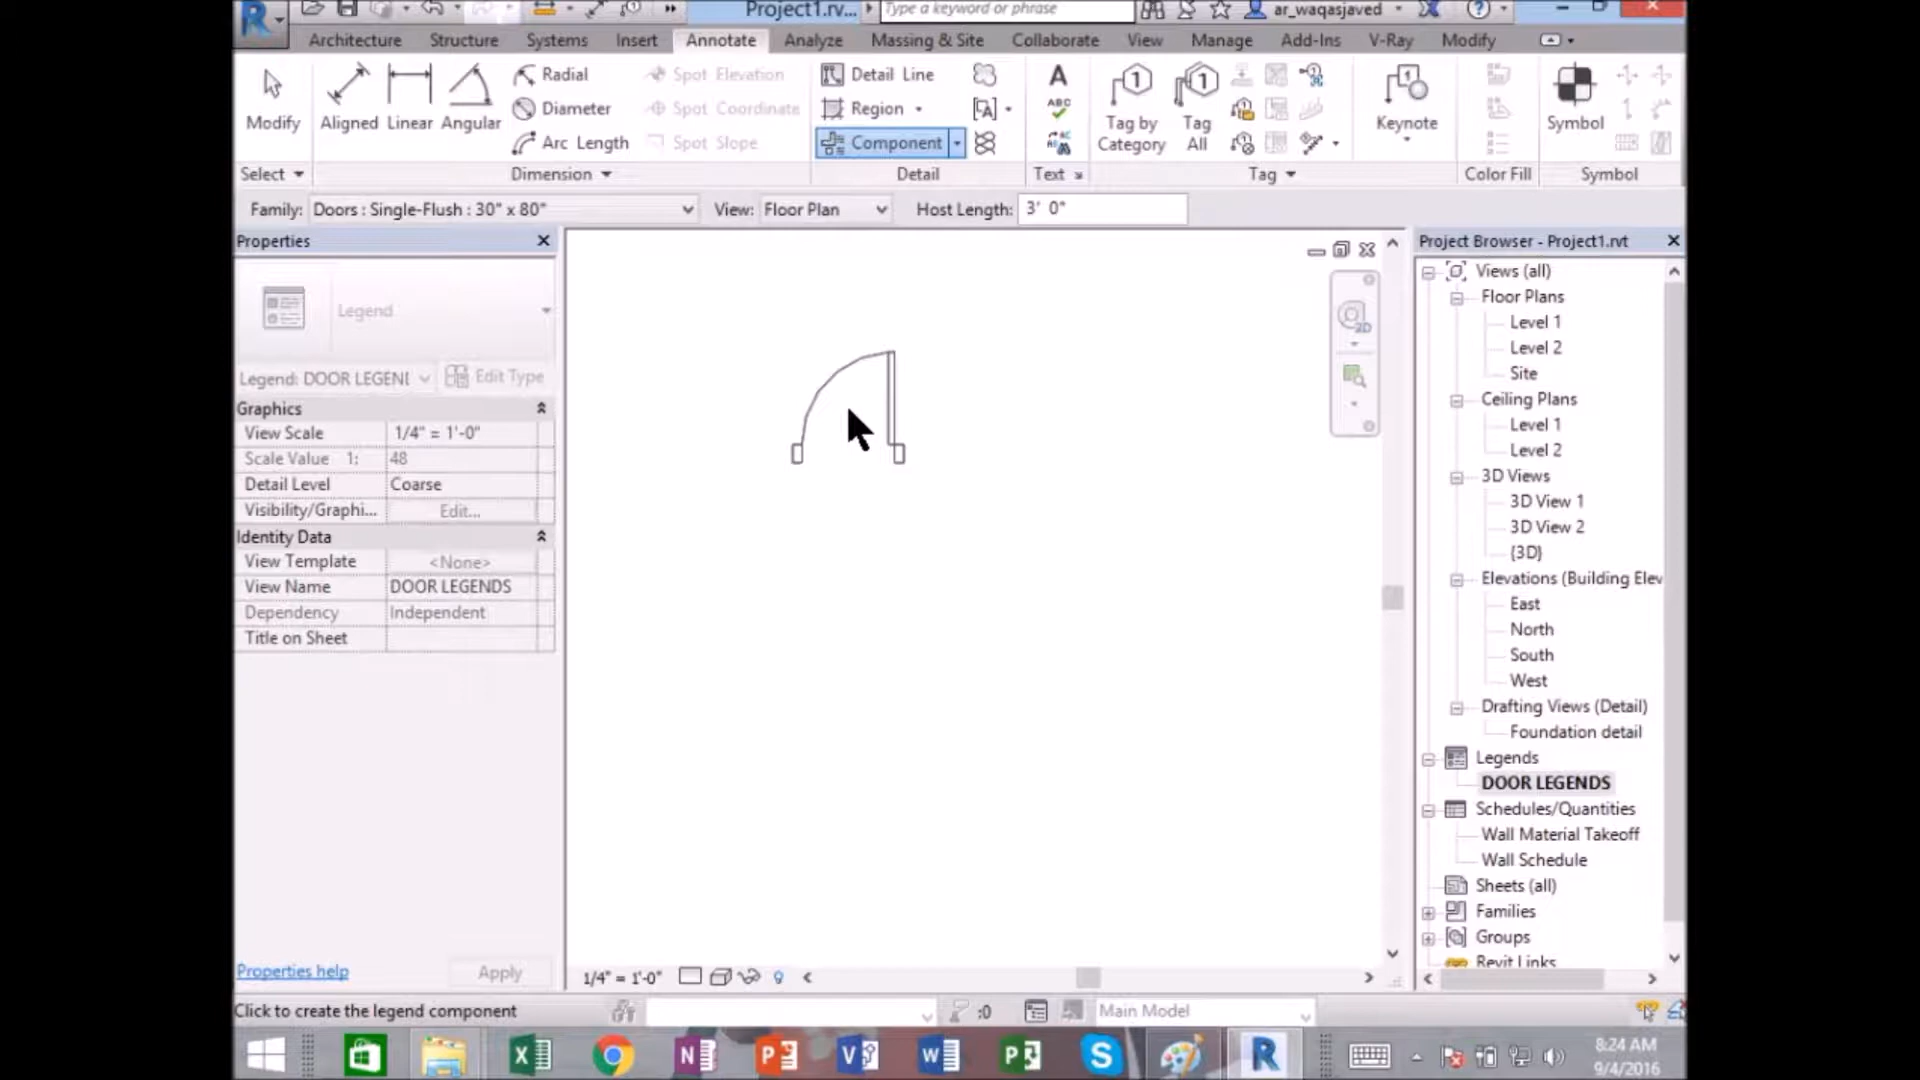 Project1.rv... Type a keyword or phrase ar_waqasjaved
Architecture Structure Systems Insert Annotate Analyze Massing & Site Collaborate View Manage Add-Ins V-Ray Modify
Modify Aligned Linear Angular Radial Diameter Arc Length Spot Elevation Spot Coordinate Spot Slope Detail Line Region Component Tag by Category Tag All Keynote Symbol
Select Dimension Detail Text Tag Color Fill Symbol
Family: Doors : Single-Flush : 30" x 80" View: Floor Plan Host Length: 3' 0"
Properties
Legend
Legend: DOOR LEGENI Edit Type
Graphics
View Scale 1/4" = 1'-0"
Scale Value 1: 48
Detail Level Coarse
Visibility/Graphi... Edit...
Identity Data
View Template <None>
View Name DOOR LEGENDS
Dependency Independent
Title on Sheet
Properties help Apply
2D
1/4" = 1'-0"
Project Browser - Project1.rvt
Views (all)
Floor Plans
Level 1
Level 2
Site
Ceiling Plans
Level 1
Level 2
3D Views
3D View 1
3D View 2
{3D}
Elevations (Building Elev
East
North
South
West
Drafting Views (Detail)
Foundation detail
Legends
DOOR LEGENDS
Schedules/Quantities
Wall Material Takeoff
Wall Schedule
Sheets (all)
Families
Groups
Revit Links
Click to create the legend component :0 Main Model
8:24 AM
9/4/2016